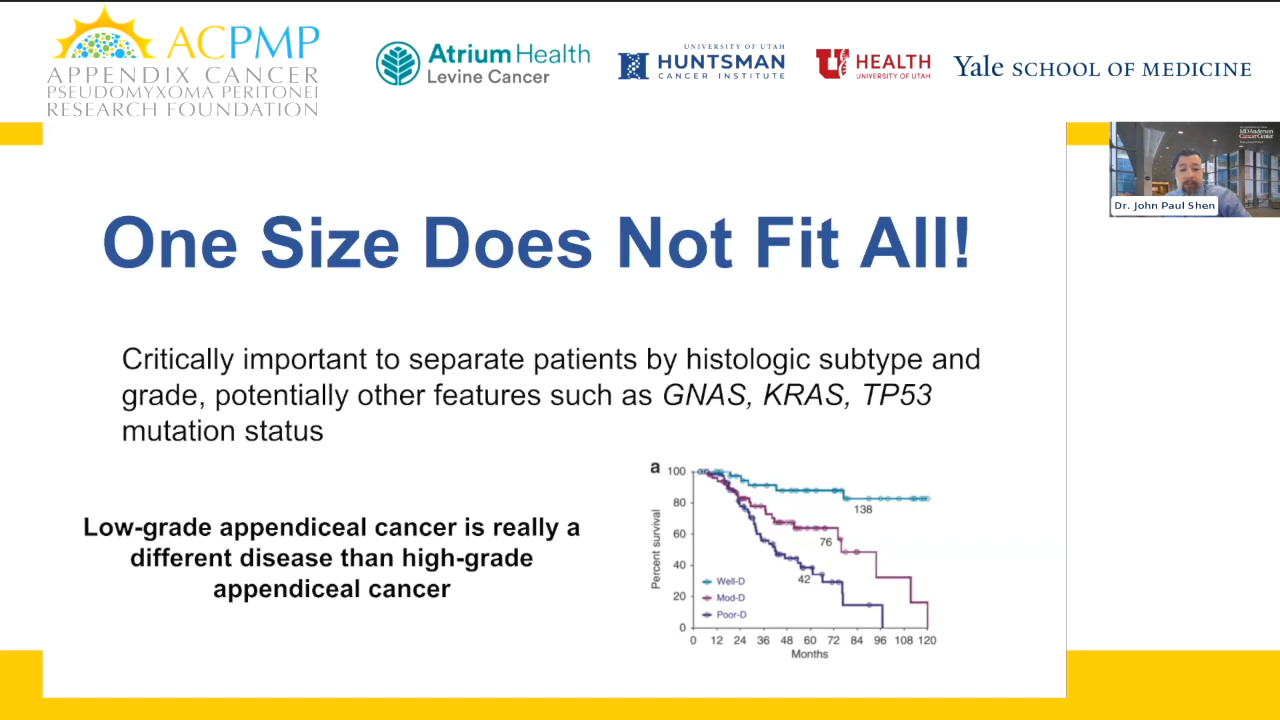 ACPMP
APPENDIX CANCER
PSEUDOMYXOMA PERITONEI
RESEARCH FOUNDATION
Atrium Health
Levine Cancer
UNIVERSITY OF UTAH
HUNTSMAN
CANCER INSTITUTE
U
HEALTH
UNIVERSITY OF UTAH
Yale SCHOOL OF MEDICINE
MDAnderson
Cancer Center
Dr. John Paul Shen
One Size Does Not Fit All!
Critically important to separate patients by histologic subtype and
grade, potentially other features such as GNAS, KRAS, TP53
mutation status
Low-grade appendiceal cancer is really a
different disease than high-grade
appendiceal cancer
a
Percent survival
100
80
60
40
20
0
138
76
42
Well-D
Mod-D
Poor-D
0 12 24 36 48 60 72 84 96 108 120
Months